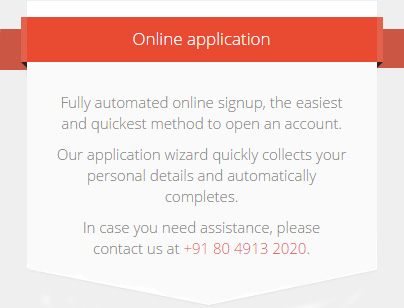 Online application
Fully automated online signup, the easiest
and quickest method to open an account.
Our application wizard quickly collects your
personal details and automatically
completes.
In case you need assistance, please
contact us at +91 80 4913 2020.